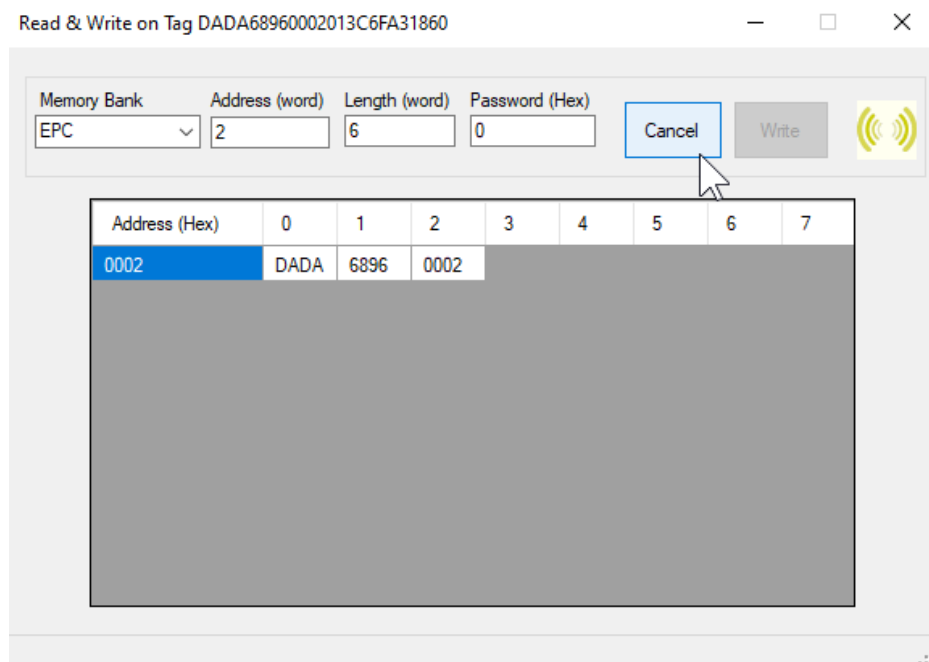 Read & Write on Tag DADA68960002013C6FA31860
Memory Bank Address (word) Length (word) Password (Hex)
EPC 2 6 0 Cancel Write
Address (Hex) 0 1 2 3 4 5 6 7
0002 DADA 6896 0002